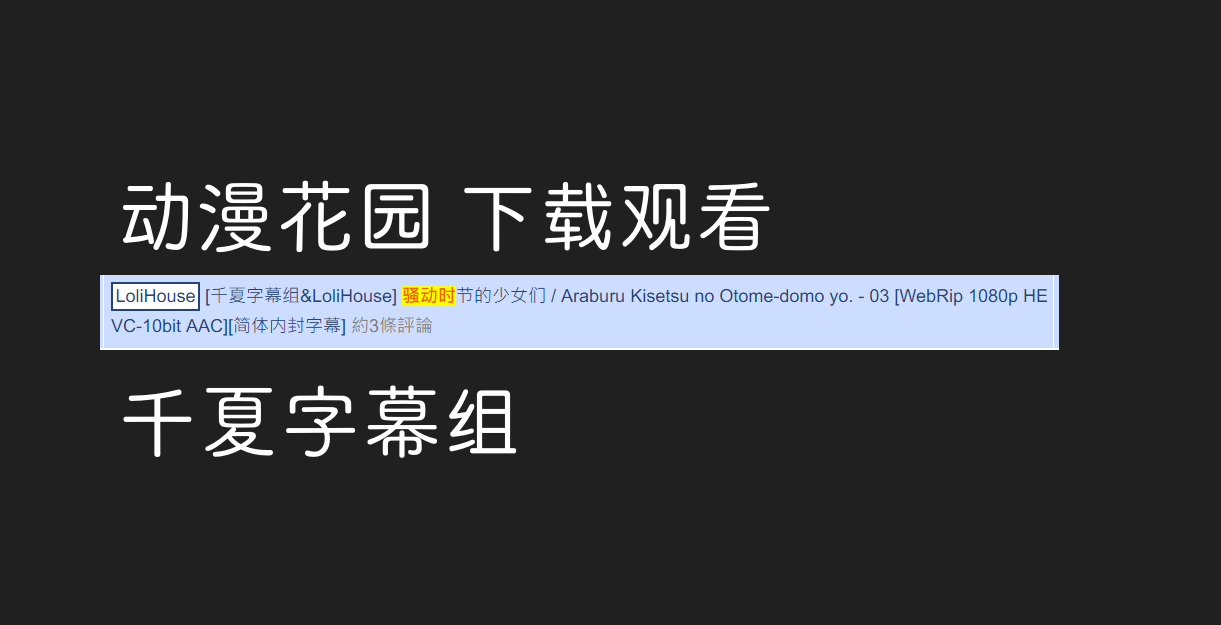 动漫花园 下载观看
LoliHouse [千夏字幕组&LoliHouse] 骚动时节的少女们 / Araburu Kisetsu no Otome-domo yo. - 03 [WebRip 1080p HE
VC-10bit AAC][简体内封字幕] 約3條評論
千夏字幕组